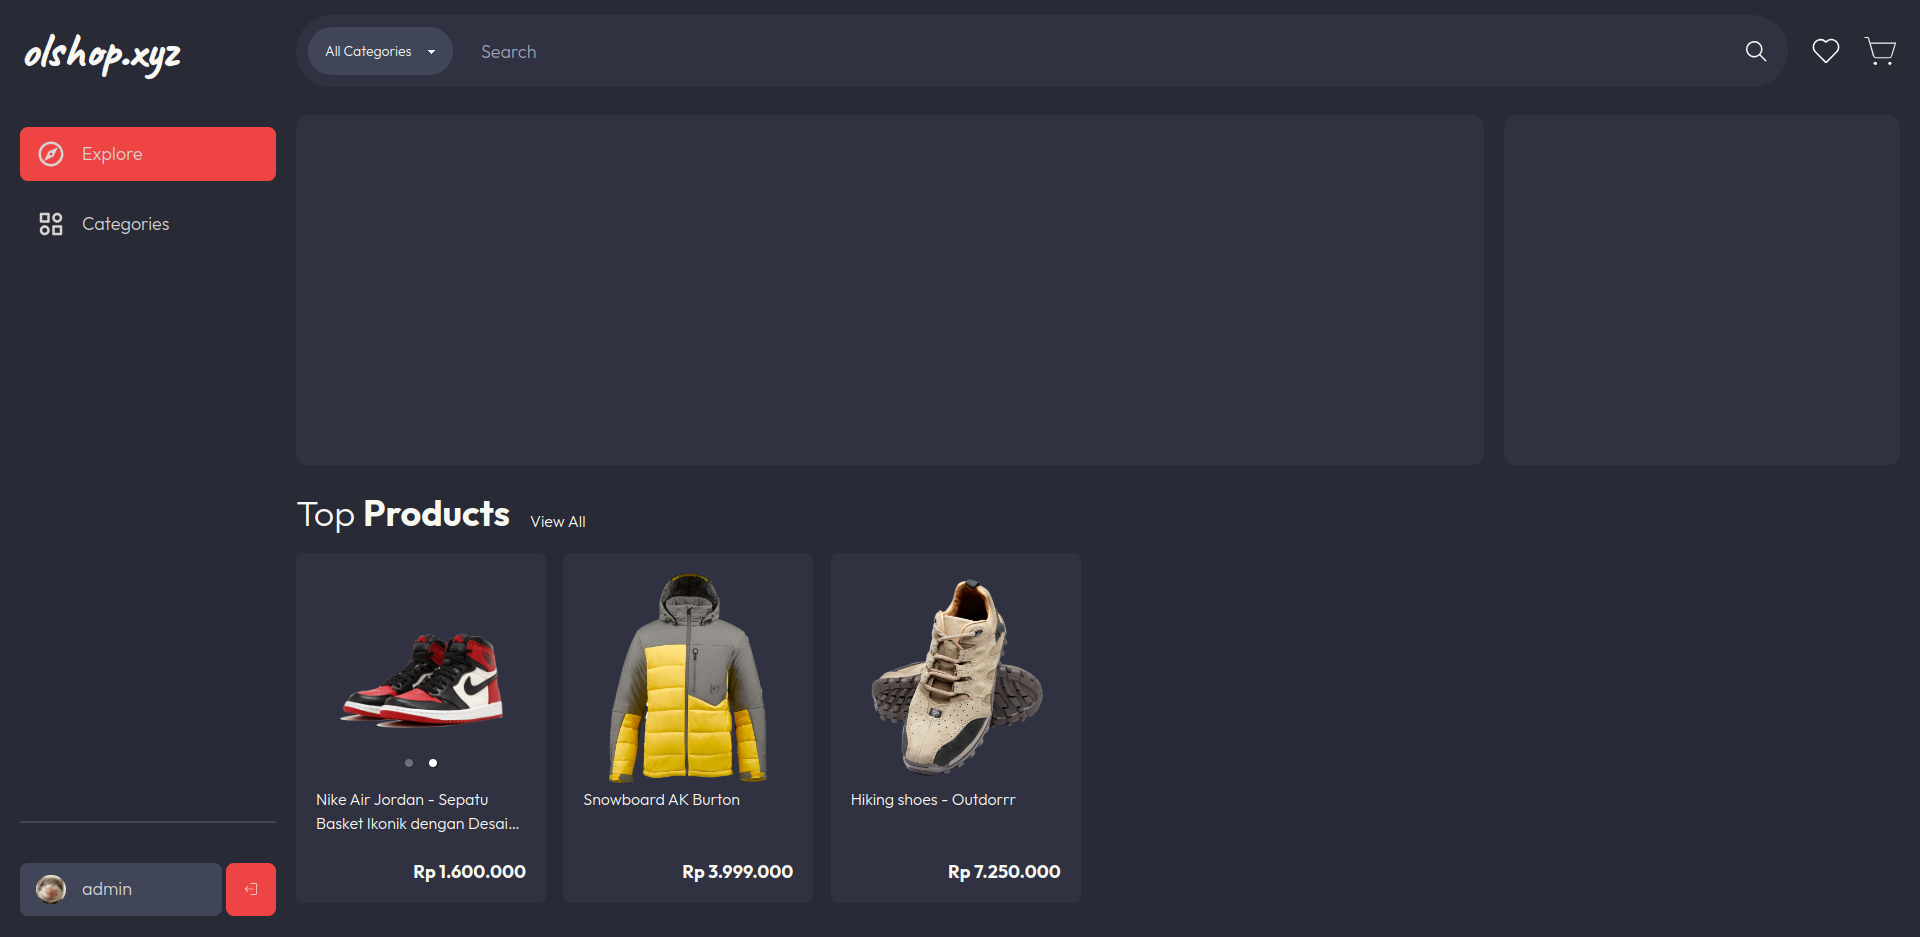 olshop.xyz
All Categories
Search
Explore
Categories
Top Products
View All
Nike Air Jordan - Sepatu
Basket Ikonik dengan Desai...
Rp 1.600.000
Snowboard AK Burton
Rp 3.999.000
Hiking shoes - Outdorrr
Rp 7.250.000
admin